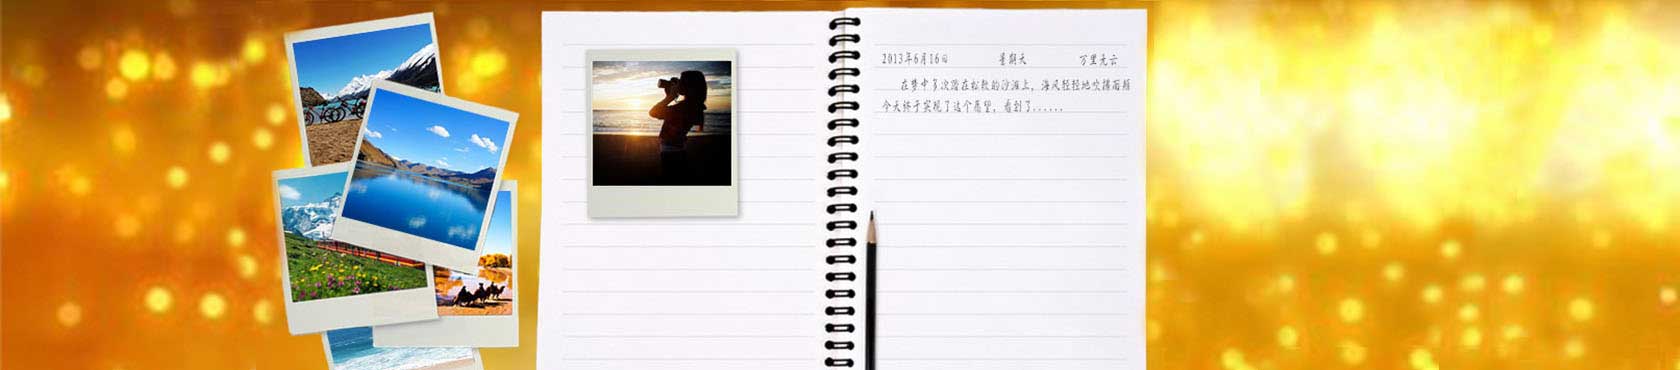 2013年6月16日 星期天 万里无云
在梦中多次踏在松软的沙滩上，海风轻轻地吹拂面颊
今天终于实现了这个愿望，看到了......